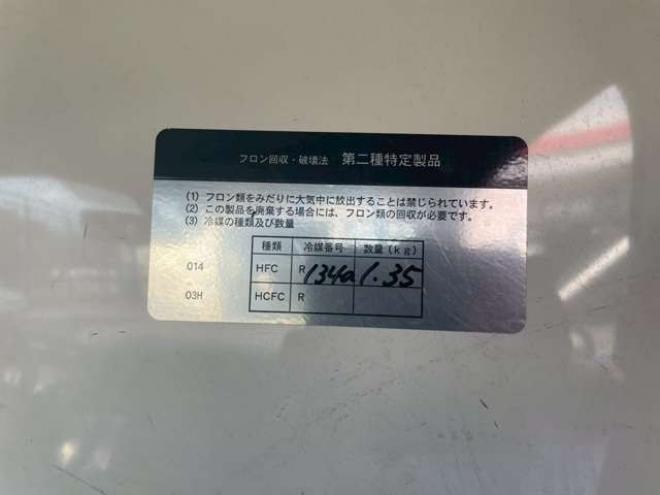 フロン回収・破壊法 第二種特定製品
(1) フロン類をみだりに大気中に放出することは禁じられています。
(2) この製品を廃棄する場合には、フロン類の回収が必要です。
(3) 冷媒の種類及び数量
種類 冷媒番号 数量(kg)
014 HFC R 134a 1.35
03H HCFC R